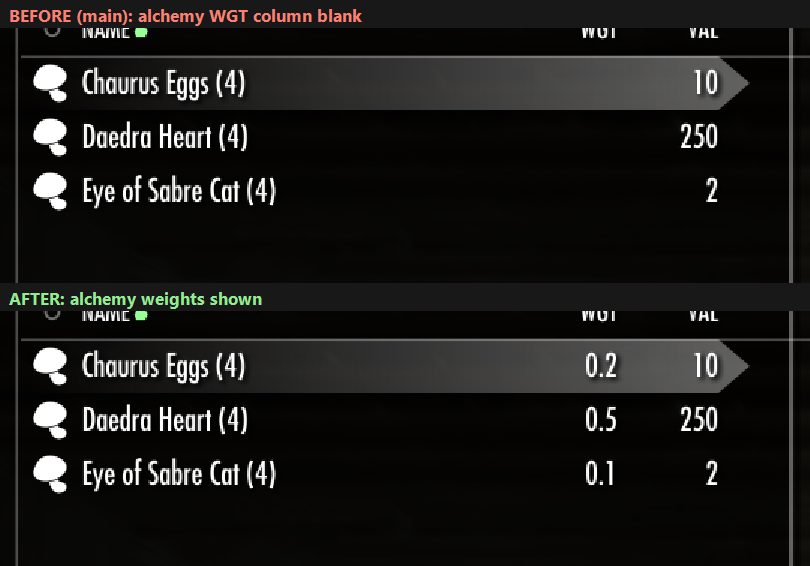 BEFORE (main): alchemy WGT column blank
NAME WGT VAL
Chaurus Eggs (4) 10
Daedra Heart (4) 250
Eye of Sabre Cat (4) 2
AFTER: alchemy weights shown
NAME WGT VAL
Chaurus Eggs (4) 0.2 10
Daedra Heart (4) 0.5 250
Eye of Sabre Cat (4) 0.1 2